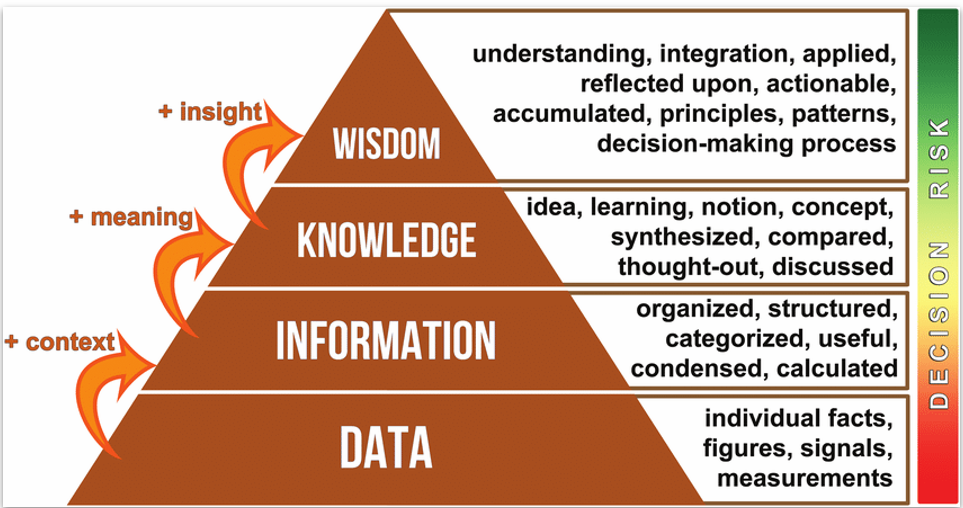 understanding, integration, applied,
reflected upon, actionable,
accumulated, principles, patterns,
decision-making process
+ insight
WISDOM
idea, learning, notion, concept,
synthesized, compared,
thought-out, discussed
+ meaning
KNOWLEDGE
organized, structured,
categorized, useful,
condensed, calculated
+ context
INFORMATION
individual facts,
figures, signals,
measurements
DATA
DECISION RISK